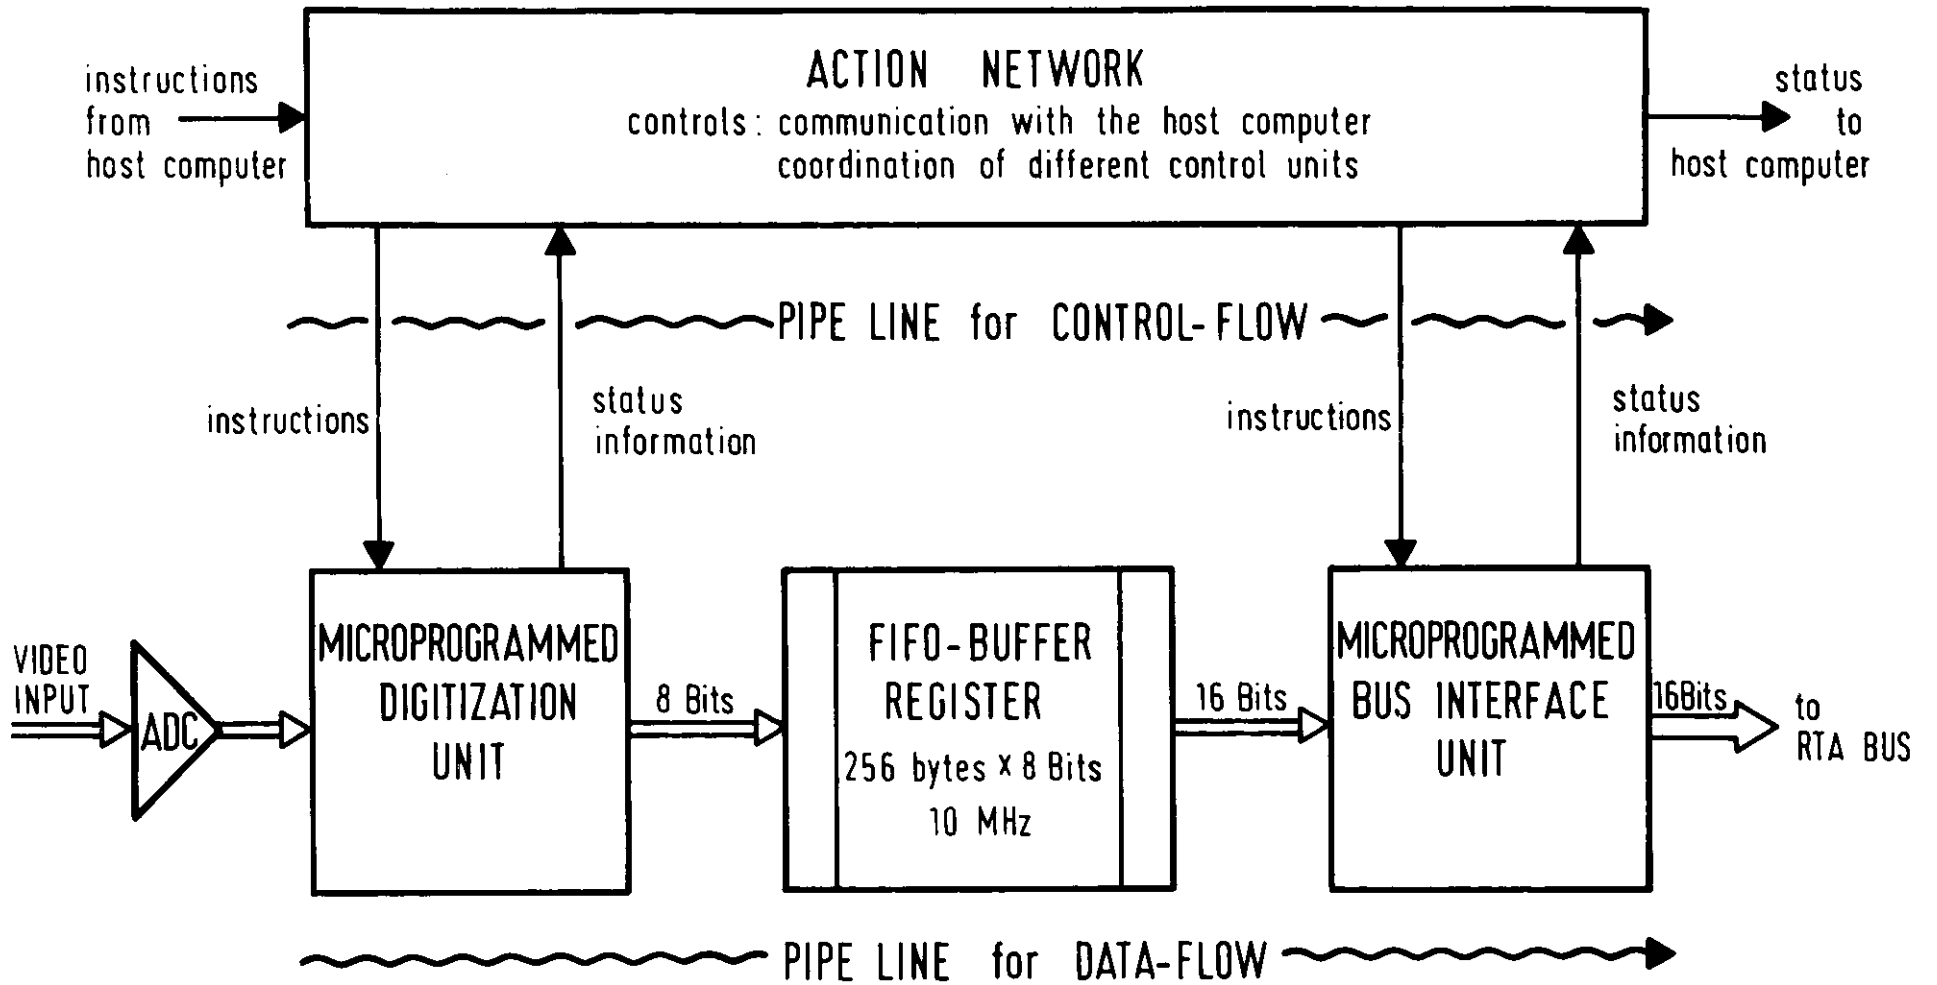 ACTION NETWORK
controls: communication with the host computer
coordination of different control units
instructions
from
host computer
status
to
host computer
PIPE LINE for CONTROL-FLOW
instructions
status
information
instructions
status
information
VIDEO
INPUT
ADC
MICROPROGRAMMED
DIGITIZATION
UNIT
8 Bits
FIFO-BUFFER
REGISTER
256 bytes x 8 Bits
10 MHz
16 Bits
MICROPROGRAMMED
BUS INTERFACE
UNIT
16Bits
to
RTA BUS
PIPE LINE for DATA-FLOW